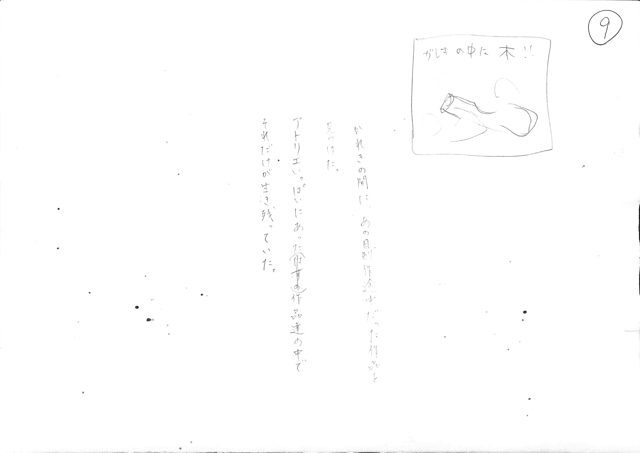 9
がれきの中に 木!!
がれきの間に、あの日制作途中だった作品を
見つけた。
アトリエいっぱいにあった作品達の中で
それだけが生き残っていた。